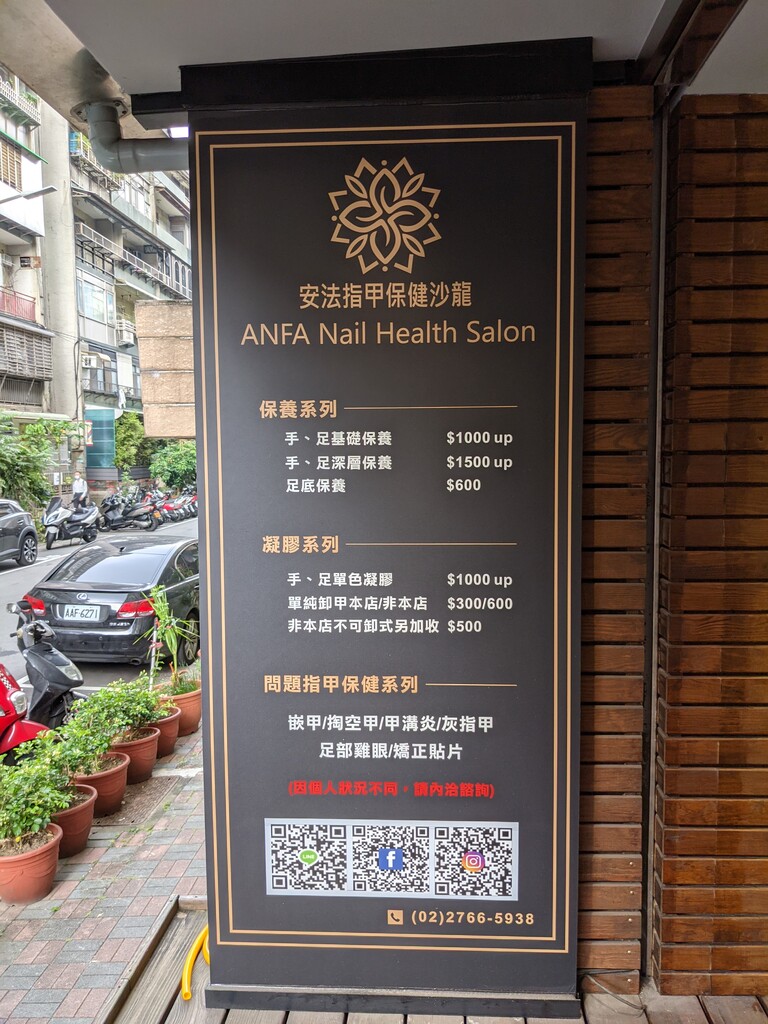 安法指甲保健沙龍
ANFA Nail Health Salon
保養系列
手、足基礎保養 $1000 up
手、足深層保養 $1500 up
足底保養 $600
凝膠系列
手、足單色凝膠 $1000 up
單純卸甲本店/非本店 $300/600
非本店不可卸式另加收 $500
問題指甲保健系列
嵌甲/掏空甲/甲溝炎/灰指甲
足部雞眼/矯正貼片
(因個人狀況不同，請內洽諮詢)
LINE
(02)2766-5938
AAF-6271